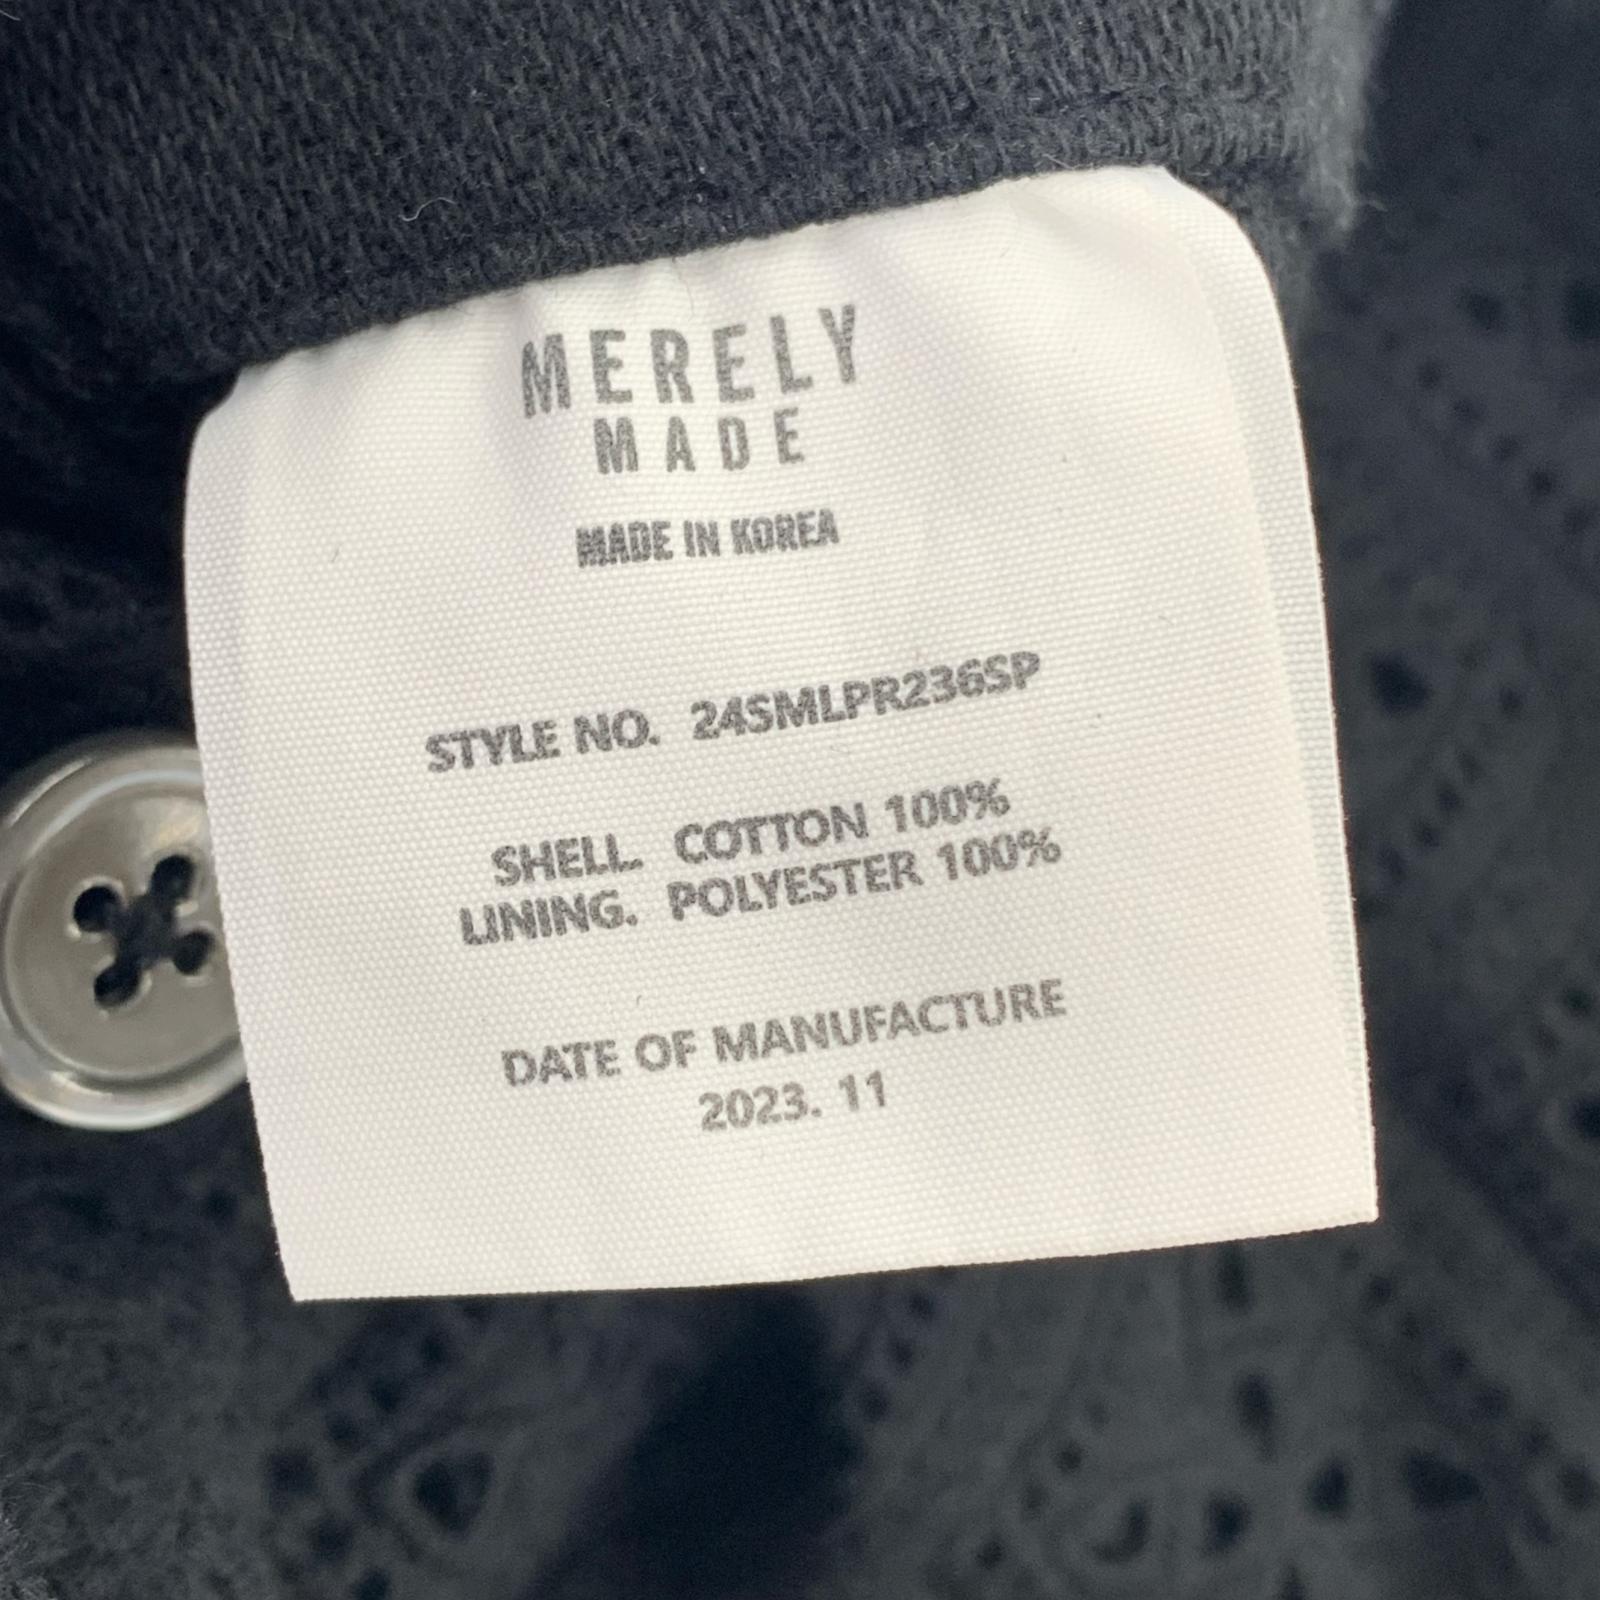 MERELY
MADE
MADE IN KOREA
STYLE NO. 24SMLPR236SP
SHELL. COTTON 100%
LINING. POLYESTER 100%
DATE OF MANUFACTURE
2023. 11